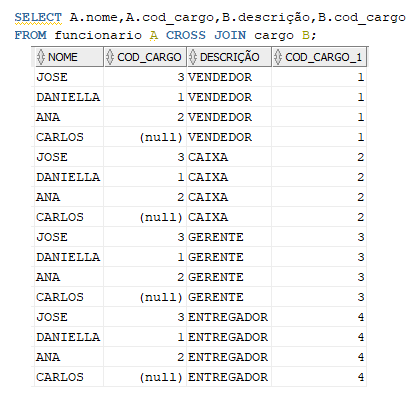 SELECT A.nome,A.cod_cargo,B.descrição,B.cod_cargo
FROM funcionario A CROSS JOIN cargo B;
NOME COD_CARGO DESCRIÇÃO COD_CARGO_1
JOSE 3 VENDEDOR 1
DANIELLA 1 VENDEDOR 1
ANA 2 VENDEDOR 1
CARLOS (null) VENDEDOR 1
JOSE 3 CAIXA 2
DANIELLA 1 CAIXA 2
ANA 2 CAIXA 2
CARLOS (null) CAIXA 2
JOSE 3 GERENTE 3
DANIELLA 1 GERENTE 3
ANA 2 GERENTE 3
CARLOS (null) GERENTE 3
JOSE 3 ENTREGADOR 4
DANIELLA 1 ENTREGADOR 4
ANA 2 ENTREGADOR 4
CARLOS (null) ENTREGADOR 4